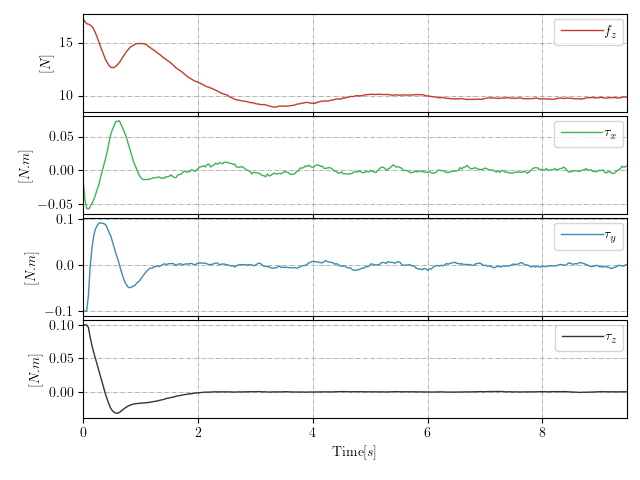 [N]
15
10
f_z
[N.m]
0.05
0.00
−0.05
τ_x
[N.m]
0.1
0.0
−0.1
τ_y
[N.m]
0.10
0.05
0.00
τ_z
0 2 4 6 8
Time[s]